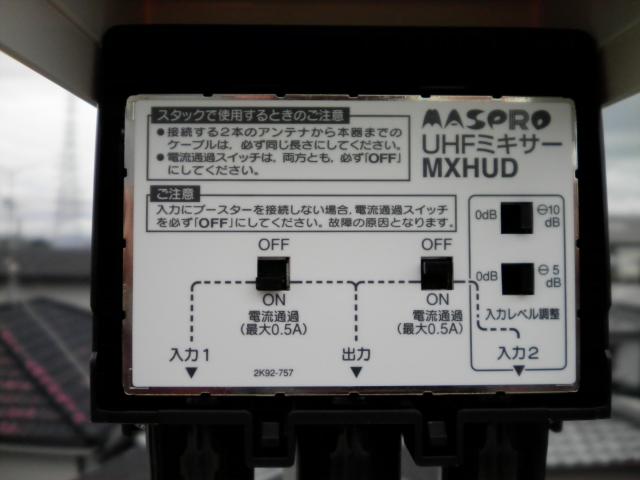 スタックで使用するときのご注意
●接続する2本のアンテナから本器までの
ケーブルは、必ず同じ長さにしてください。
●電流通過スイッチは、両方とも、必ず「OFF」
にしてください。
MASPRO
UHFミキサー
MXHUD
ご注意
入力にブースターを接続しない場合、電流通過スイッチ
を必ず「OFF」にしてください。故障の原因となります。
OFF
ON
電流通過
(最大0.5A)
OFF
ON
電流通過
(最大0.5A)
0dB
⊖10
dB
0dB
⊖5
dB
入力レベル調整
入力1
出力
入力2
2K92-757